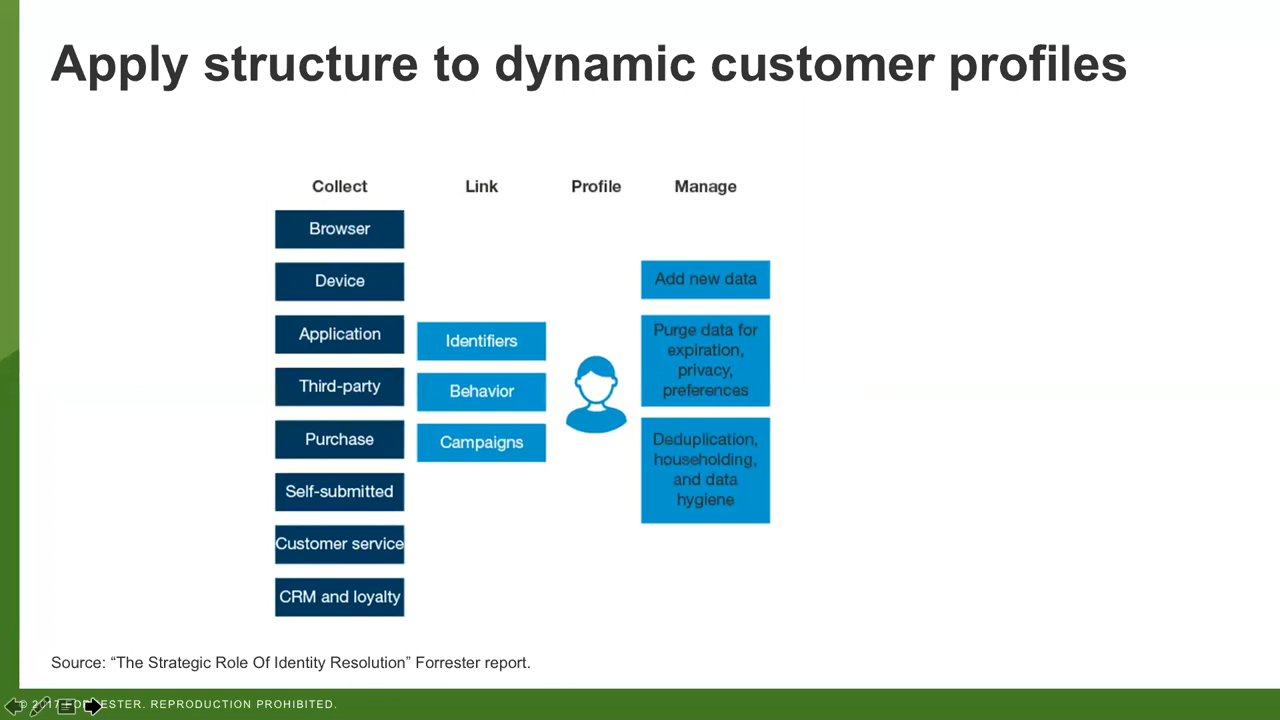 Apply structure to dynamic customer profiles
Collect
Link
Profile
Manage
Browser
Device
Application
Third-party
Purchase
Self-submitted
Customer service
CRM and loyalty
Identifiers
Behavior
Campaigns
Add new data
Purge data for
expiration,
privacy,
preferences
Deduplication,
householding,
and data
hygiene
Source: “The Strategic Role Of Identity Resolution” Forrester report.
© 2017 FORRESTER. REPRODUCTION PROHIBITED.